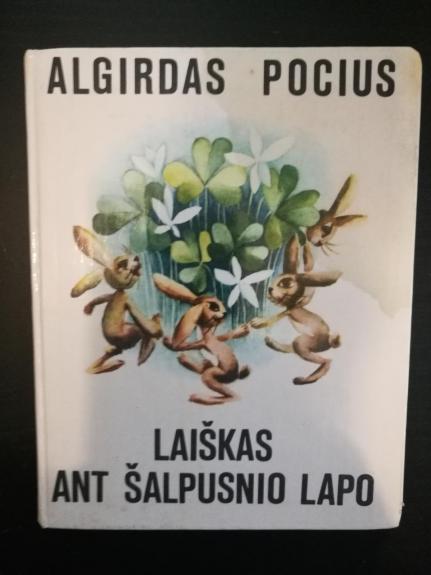 ALGIRDAS POCIUS
LAIŠKAS
ANT ŠALPUSNIO LAPO